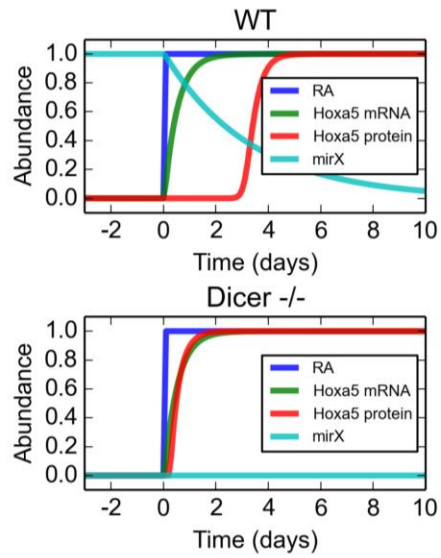 WT
Abundance
1.0
0.8
0.6
0.4
0.2
0.0
RA
Hoxa5 mRNA
Hoxa5 protein
mirX
-2 0 2 4 6 8 10
Time (days)
Dicer -/-
Abundance
1.0
0.8
0.6
0.4
0.2
0.0
RA
Hoxa5 mRNA
Hoxa5 protein
mirX
-2 0 2 4 6 8 10
Time (days)